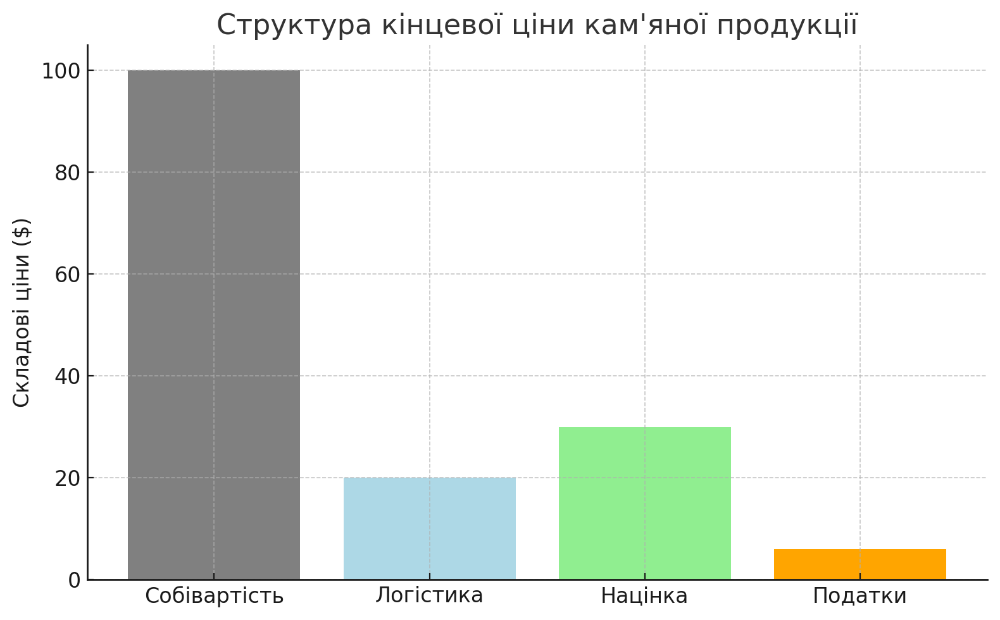 Структура кінцевої ціни кам'яної продукції
Складові ціни ($)
100
80
60
40
20
0
Собівартість
Логістика
Націнка
Податки